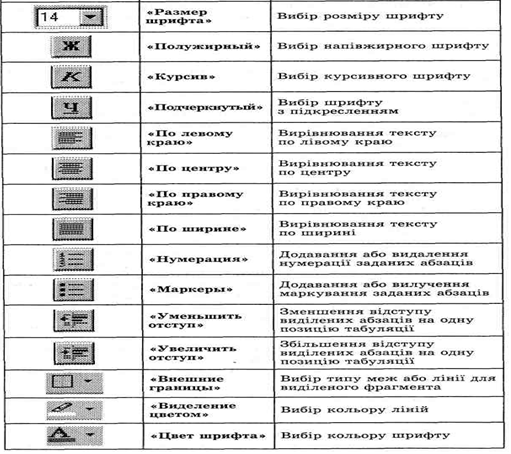 14
«Размер
шрифта»
Вибір розміру шрифту
Ж
«Полужирный»
Вибір напівжирного шрифту
К
«Курсив»
Вибір курсивного шрифту
Ч
«Подчеркнутый»
Вибір шрифту
з підкресленням
«По левому
краю»
Вирівнювання тексту
по лівому краю
«По центру»
Вирівнювання тексту
по центру
«По правому
краю»
Вирівнювання тексту
по правому краю
«По ширине»
Вирівнювання тексту
по ширині
«Нумерация»
Додавання або видалення
нумерації заданих абзаців
«Маркеры»
Додавання або вилучення
маркування заданих абзаців
«Уменьшить
отступ»
Зменшення відступу
виділених абзаців на одну
позицію табуляції
«Увеличить
отступ»
Збільшення відступу
виділених абзаців на одну
позицію табуляції
«Внешние
границы»
Вибір типу меж або лінії для
виділеного фрагмента
«Выделение
цветом»
Вибір кольору ліній
А
«Цвет шрифта»
Вибір кольору шрифту